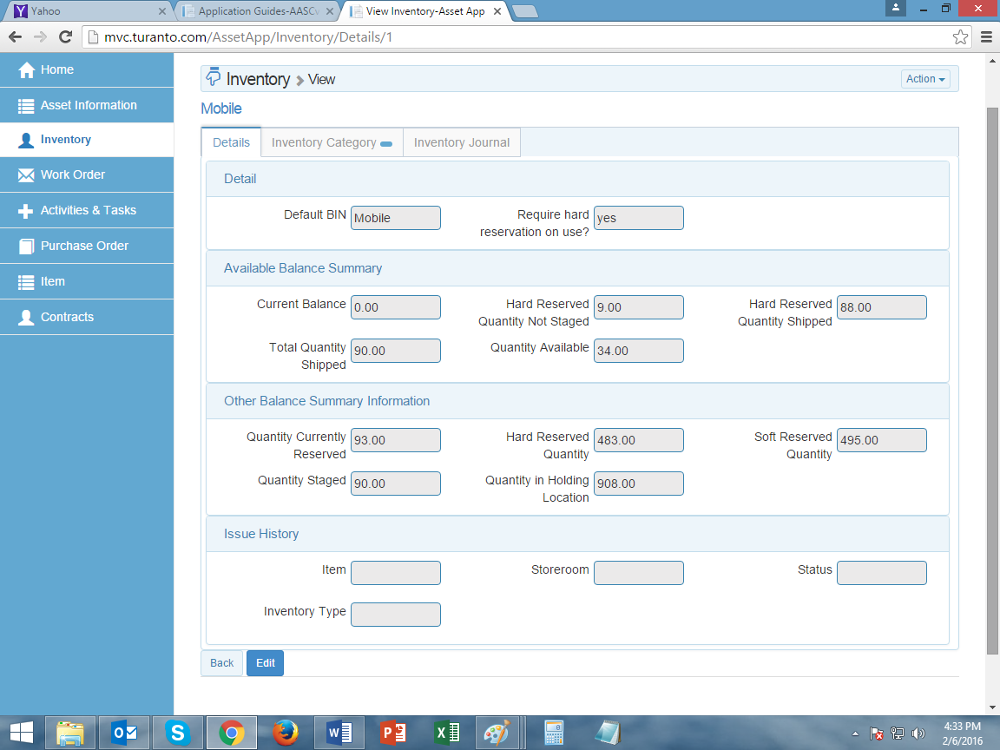 Yahoo
Application Guides-AASC
View Inventory-Asset App
mvc.turanto.com/AssetApp/Inventory/Details/1
Home
Asset Information
Inventory
Work Order
Activities & Tasks
Purchase Order
Item
Contracts
Inventory > View
Action
Mobile
Details
Inventory Category
Inventory Journal
Detail
Default BIN Mobile
Require hard
reservation on use? yes
Available Balance Summary
Current Balance 0.00
Hard Reserved
Quantity Not Staged 9.00
Hard Reserved
Quantity Shipped 88.00
Total Quantity
Shipped 90.00
Quantity Available 34.00
Other Balance Summary Information
Quantity Currently
Reserved 93.00
Hard Reserved
Quantity 483.00
Soft Reserved
Quantity 495.00
Quantity Staged 90.00
Quantity in Holding
Location 908.00
Issue History
Item
Storeroom
Status
Inventory Type
Back
Edit
4:33 PM
2/6/2016